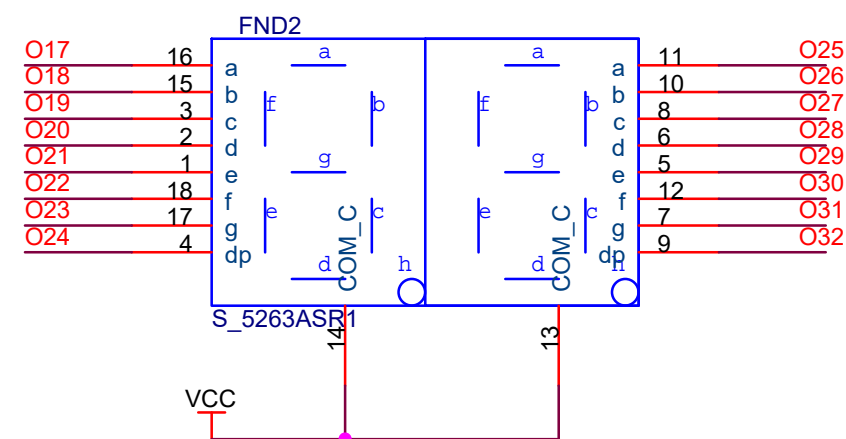 FND2
O17 16 a a a a 11 O25
O18 15 b f b f b b 10 O26
O19 3 c c 8 O27
O20 2 d d 6 O28
O21 1 e g g e 5 O29
O22 18 f f 12 O30
O23 17 g e c e c g 7 O31
O24 4 dp d h d h dp 9 O32
COM_C COM_C
S_5263ASR1
14 13
VCC